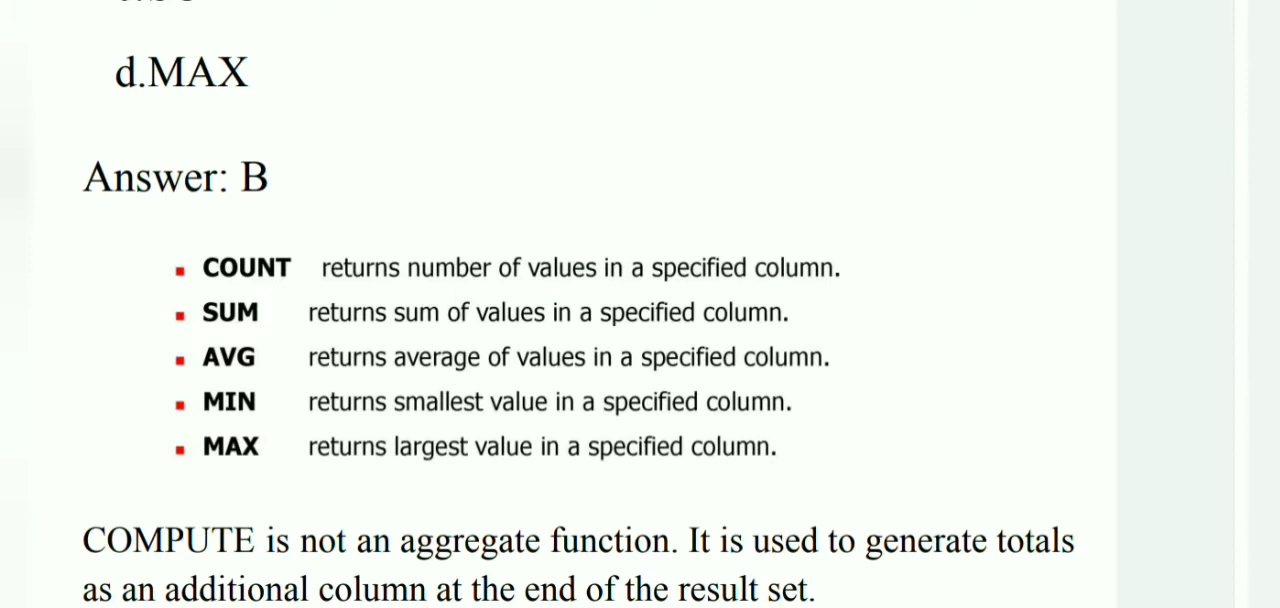 d.MAX
Answer: B
▪ COUNT returns number of values in a specified column.
▪ SUM returns sum of values in a specified column.
▪ AVG returns average of values in a specified column.
▪ MIN returns smallest value in a specified column.
▪ MAX returns largest value in a specified column.
COMPUTE is not an aggregate function. It is used to generate totals
as an additional column at the end of the result set.